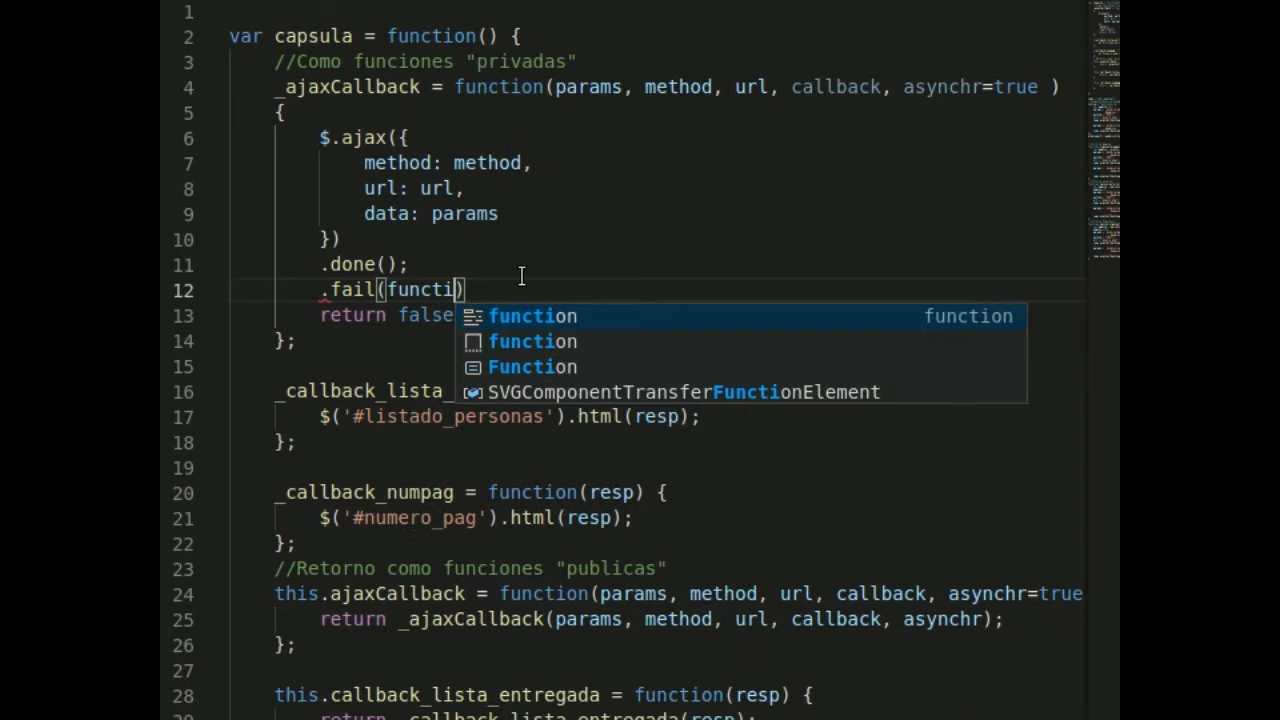 1
2 var capsula = function() {
3 //Como funciones "privadas"
4 _ajaxCallback = function(params, method, url, callback, asynchr=true )
5 {
6 $.ajax({
7 method: method,
8 url: url,
9 data: params
10 })
11 .done();
12 .fail(functi)
13 return false
function function
function
Function
SVGComponentTransferFunctionElement
14 };
15
16 _callback_lista_
17 $('#listado_personas').html(resp);
18 };
19
20 _callback_numpag = function(resp) {
21 $('#numero_pag').html(resp);
22 };
23 //Retorno como funciones "publicas"
24 this.ajaxCallback = function(params, method, url, callback, asynchr=true
25 return _ajaxCallback(params, method, url, callback, asynchr);
26 };
27
28 this.callback_lista_entregada = function(resp) {
29 return _callback_lista_entregada(resp);